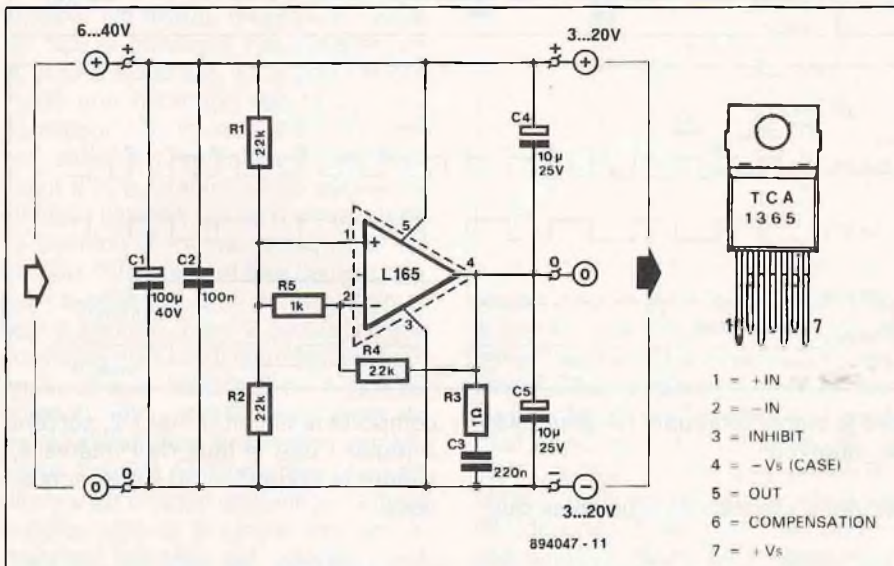 6...40V
+
+
3...20V
+
+
R1
22k
C4
10µ
25V
TCA
1365
1
+
5
4
L165
0
0
C1
100µ
40V
C2
100n
R5
1k
2
3
R4
22k
1
7
R2
22k
R3
1Ω
C5
10µ
25V
C3
220n
0
0
−
−
3...20V
894047 - 11
1 = +IN
2 = −IN
3 = INHIBIT
4 = −Vs (CASE)
5 = OUT
6 = COMPENSATION
7 = +Vs